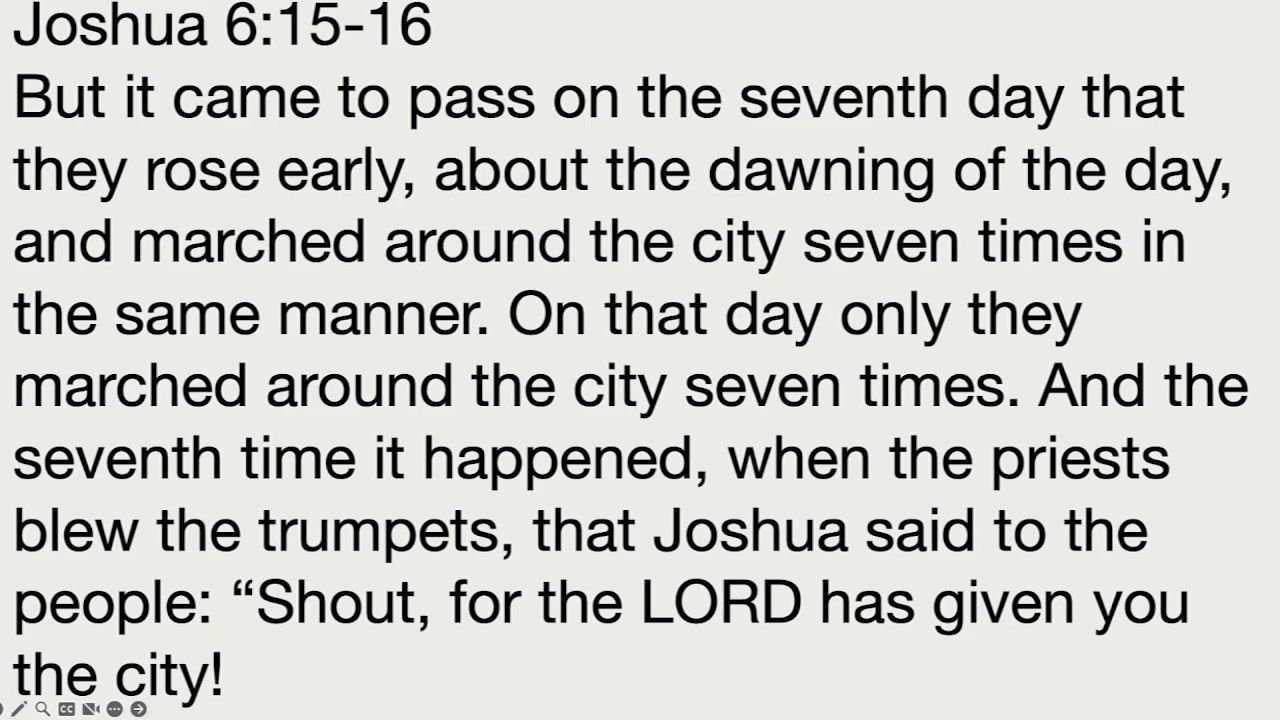 Joshua 6:15-16
But it came to pass on the seventh day that
they rose early, about the dawning of the day,
and marched around the city seven times in
the same manner. On that day only they
marched around the city seven times. And the
seventh time it happened, when the priests
blew the trumpets, that Joshua said to the
people: “Shout, for the LORD has given you
the city!
CC